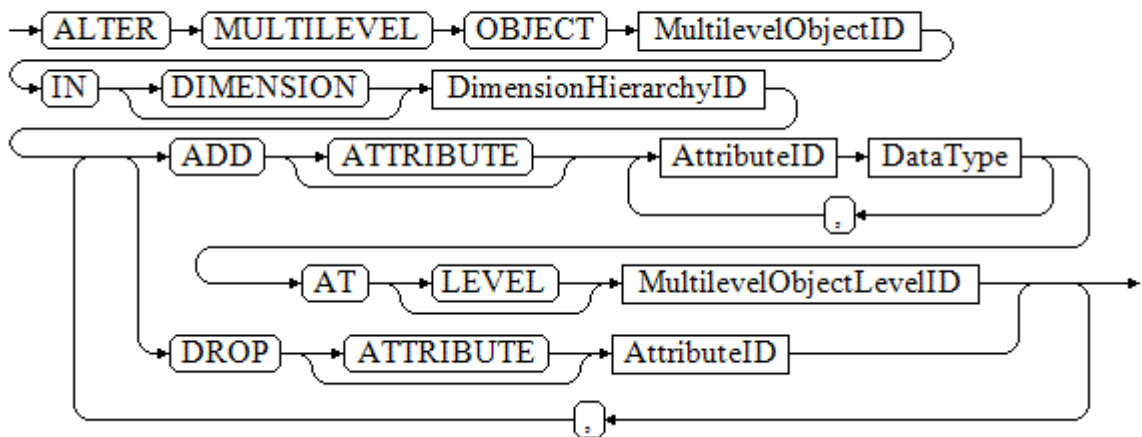 ALTER MULTILEVEL OBJECT MultilevelObjectID
IN DIMENSION DimensionHierarchyID
ADD ATTRIBUTE AttributeID DataType
,
AT LEVEL MultilevelObjectLevelID
DROP ATTRIBUTE AttributeID
,